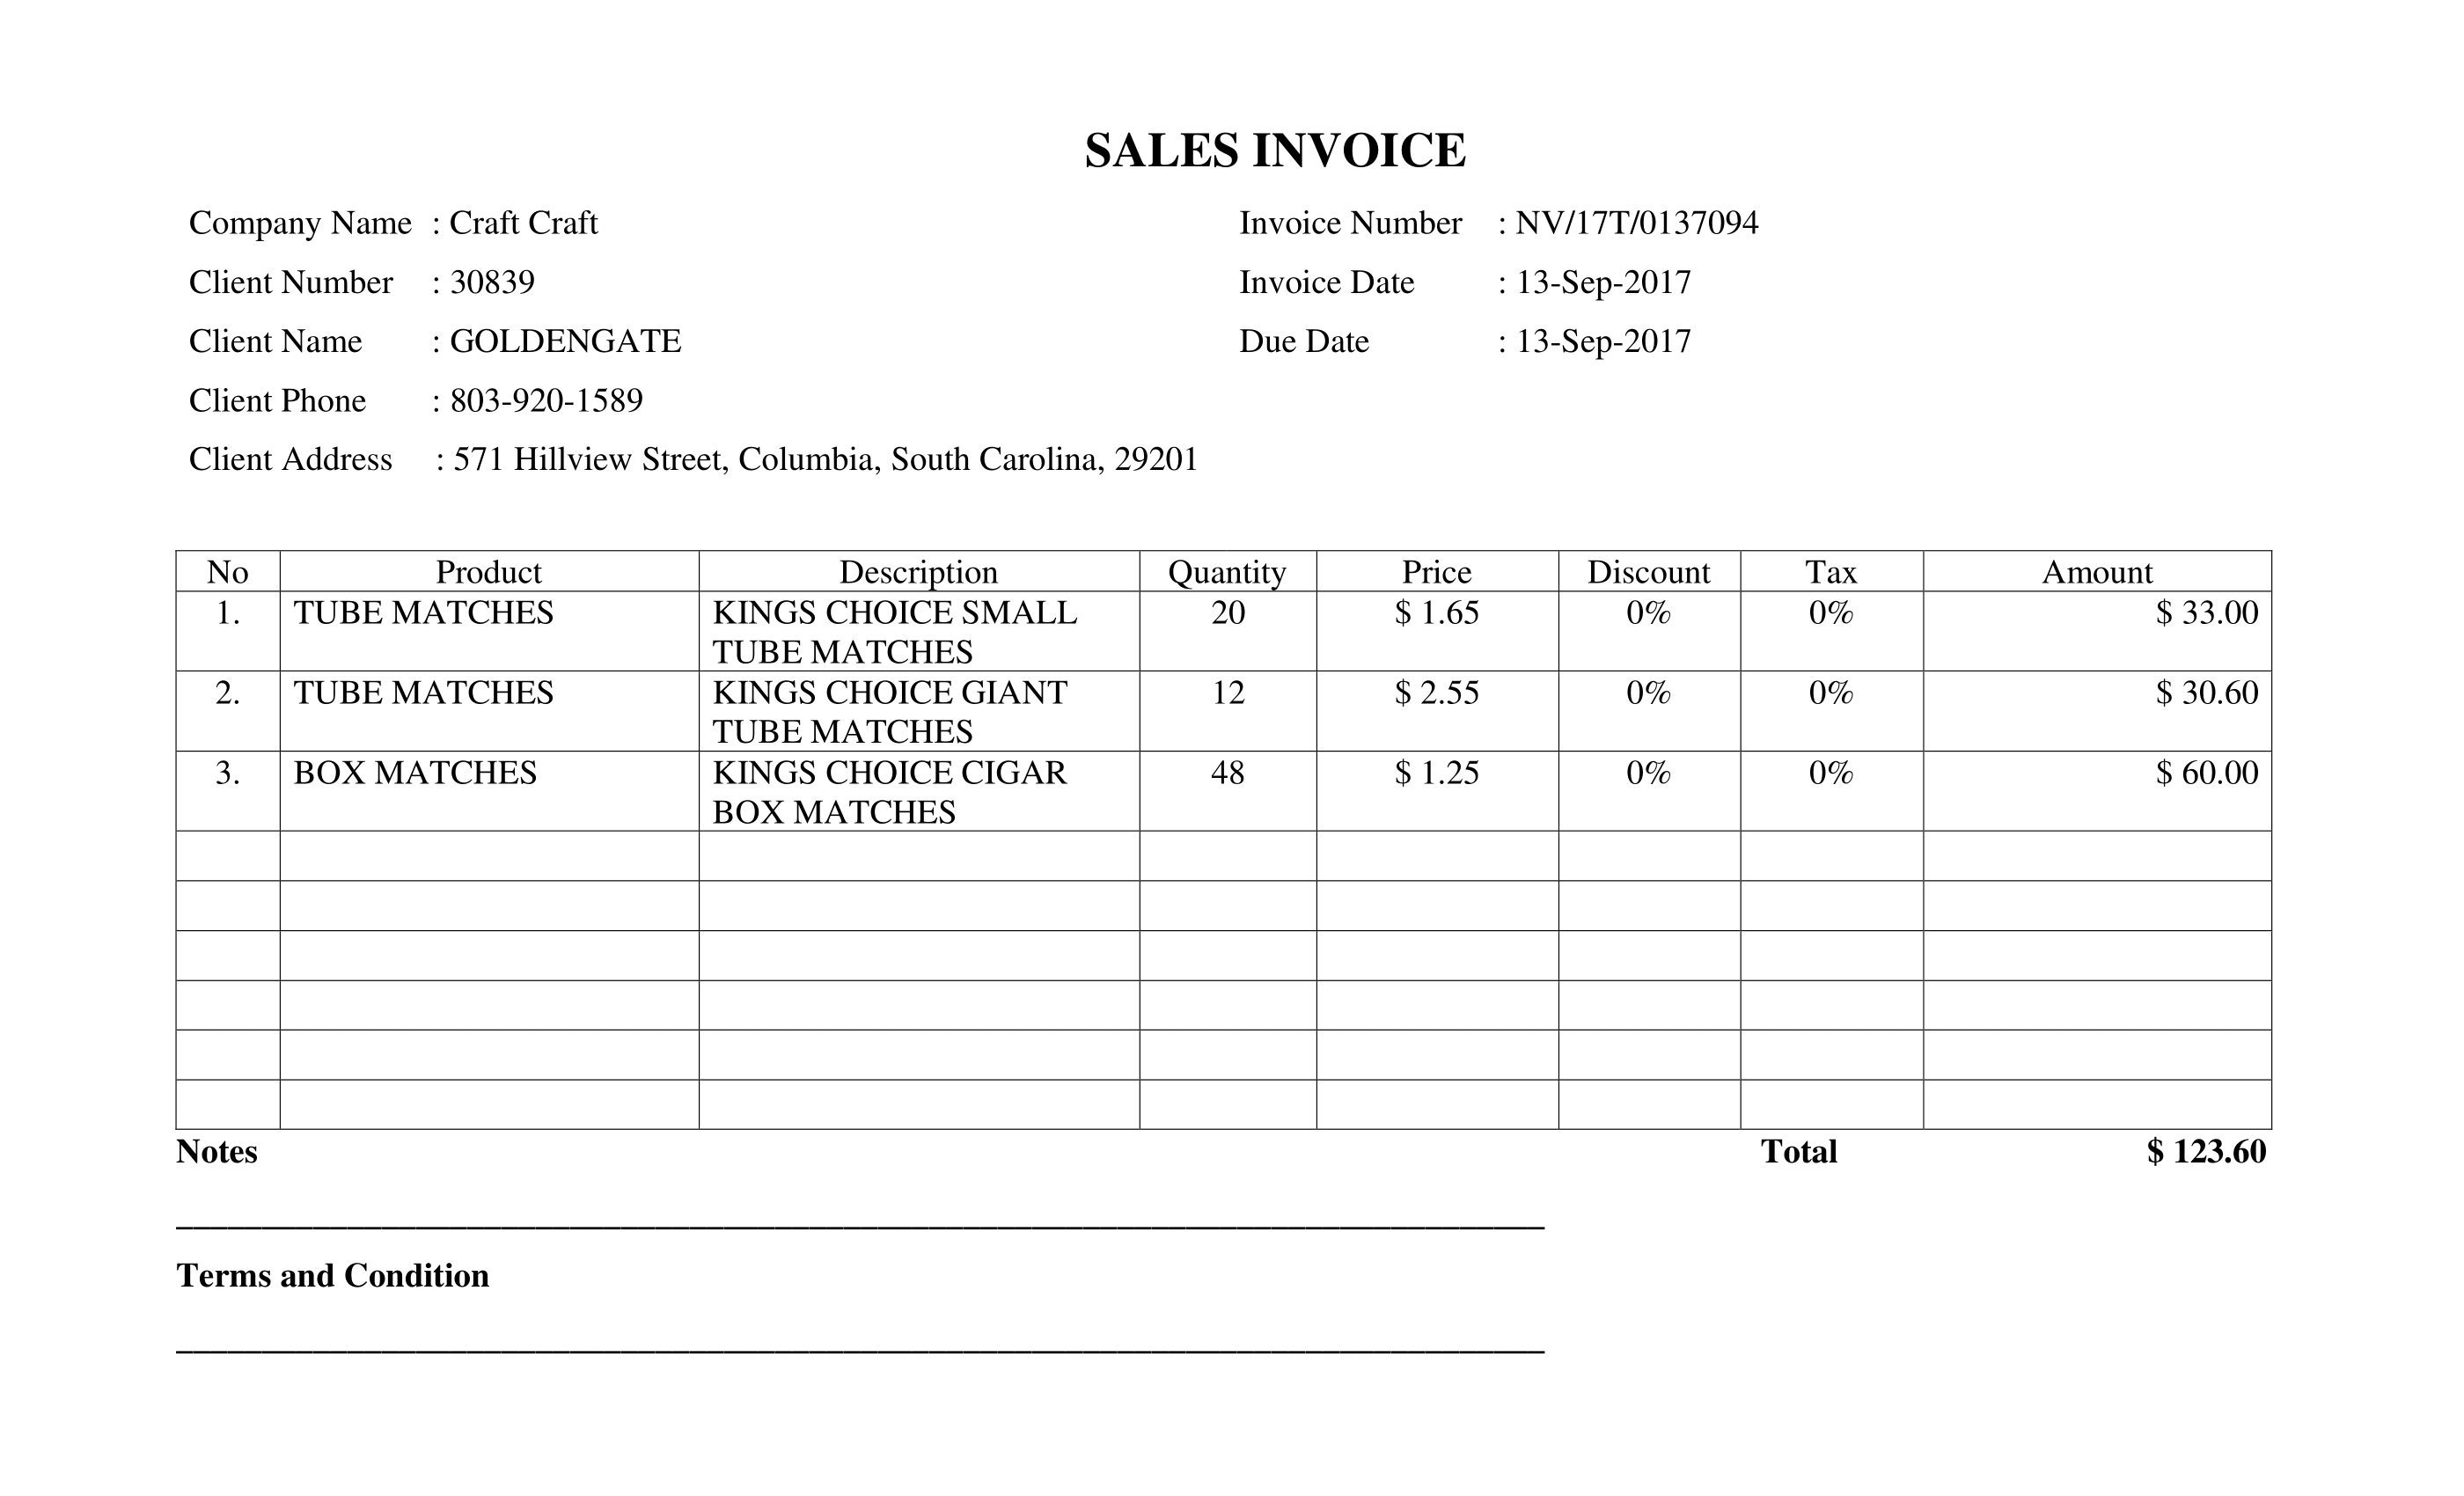 SALES INVOICE
Company Name : Craft Craft Invoice Number : NV/17T/0137094
Client Number : 30839 Invoice Date : 13-Sep-2017
Client Name : GOLDENGATE Due Date : 13-Sep-2017
Client Phone : 803-920-1589
Client Address : 571 Hillview Street, Columbia, South Carolina, 29201
No Product Description Quantity Price Discount Tax Amount
1. TUBE MATCHES KINGS CHOICE SMALL 20 $ 1.65 0% 0% $ 33.00
TUBE MATCHES
2. TUBE MATCHES KINGS CHOICE GIANT 12 $ 2.55 0% 0% $ 30.60
TUBE MATCHES
3. BOX MATCHES KINGS CHOICE CIGAR 48 $ 1.25 0% 0% $ 60.00
BOX MATCHES
Notes Total $ 123.60
Terms and Condition